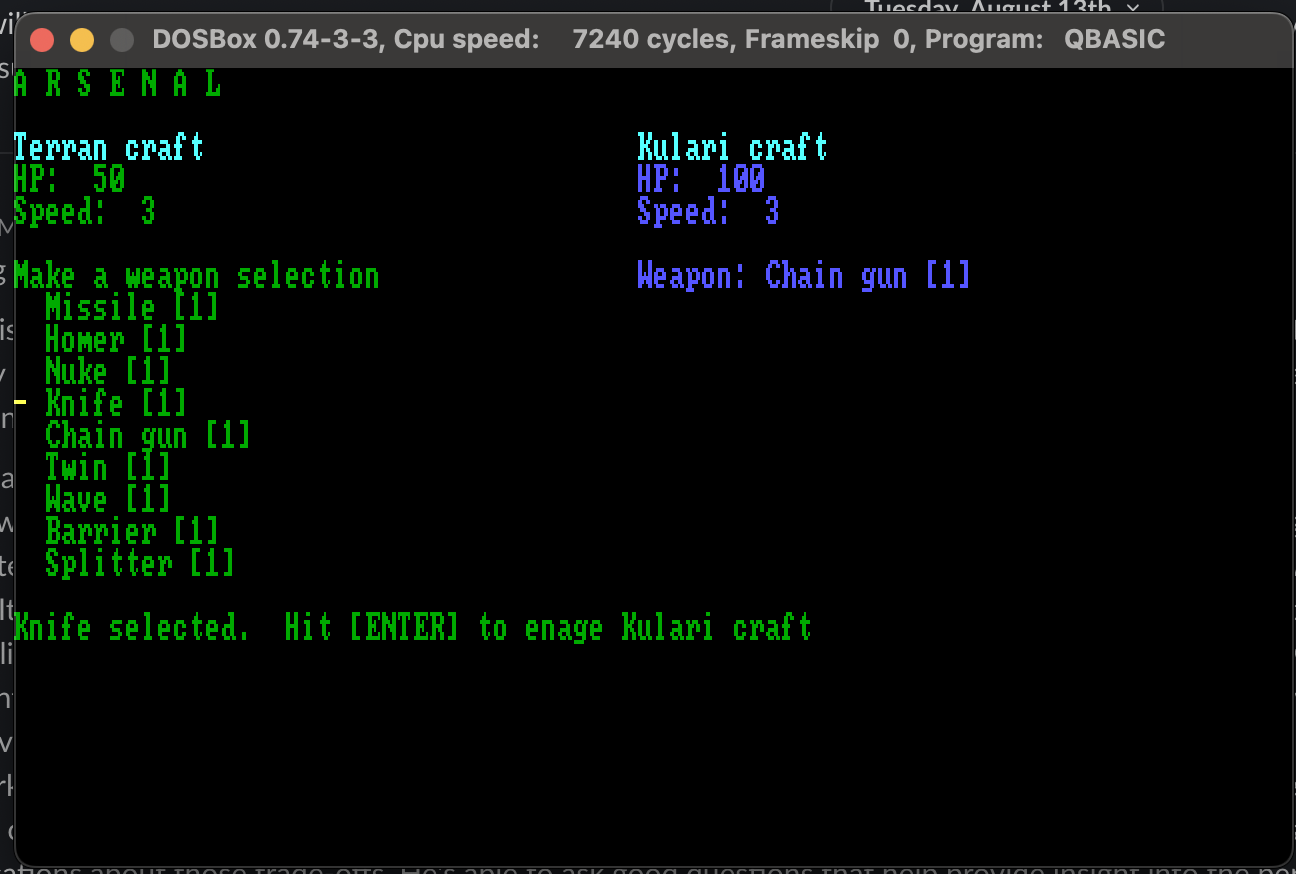 Tuesday, August 13th
DOSBox 0.74-3-3, Cpu speed: 7240 cycles, Frameskip 0, Program: QBASIC
A R S E N A L
Terran craft
HP: 50
Speed: 3
Kulari craft
HP: 100
Speed: 3
Make a weapon selection
Missile [1]
Homer [1]
Nuke [1]
- Knife [1]
Chain gun [1]
Twin [1]
Wave [1]
Barrier [1]
Splitter [1]
Weapon: Chain gun [1]
Knife selected. Hit [ENTER] to enage Kulari craft
about those trade-offs. He's able to ask good questions that help provide insight into the